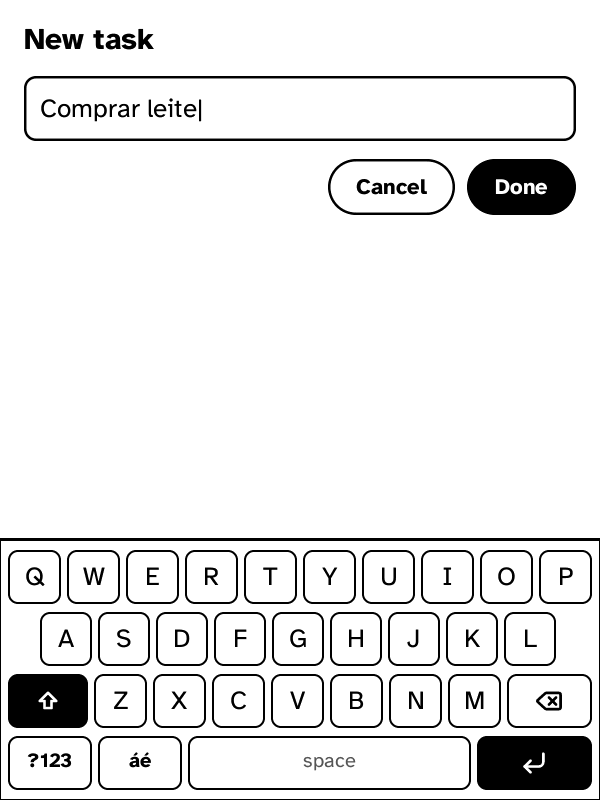 New task
Comprar leite
Cancel Done
Q W E R T Y U I O P
A S D F G H J K L
Z X C V B N M
?123 áé space